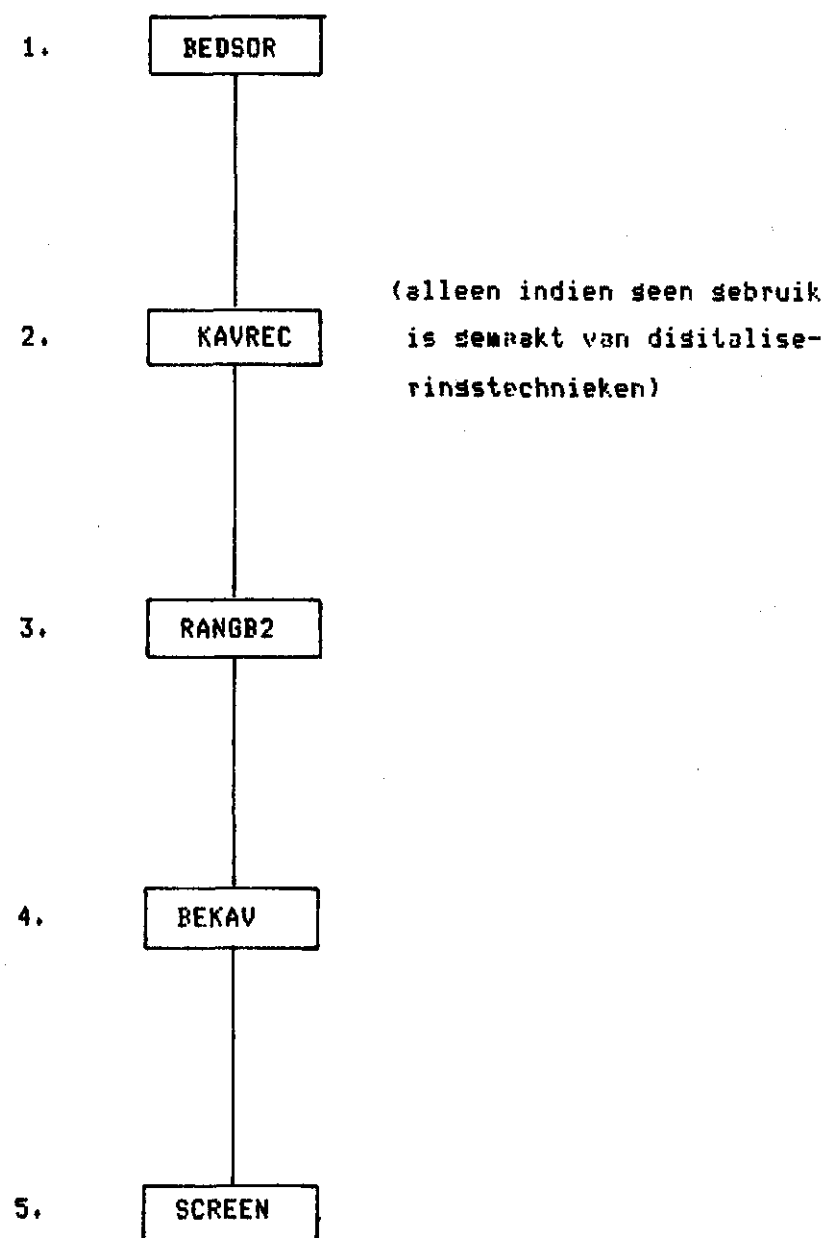 1. BEDSOR
(alleen indien geen gebruik
2. KAVREC is gemaakt van digitalise-
ringstechnieken)
3. RANGB2
4. BEKAV
5. SCREEN